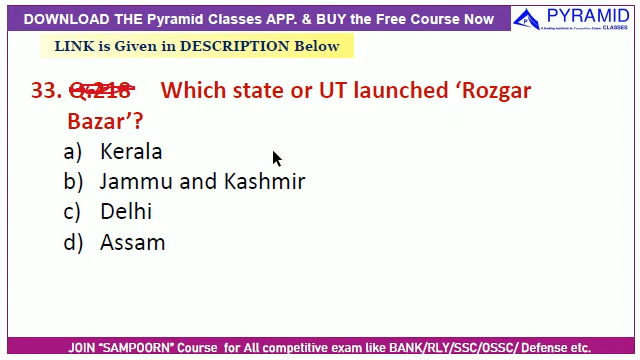 DOWNLOAD THE Pyramid Classes APP. & BUY the Free Course Now
PYRAMID
CLASSES
LINK is Given in DESCRIPTION Below
33. Q.218 Which state or UT launched ‘Rozgar
Bazar’?
a) Kerala
b) Jammu and Kashmir
c) Delhi
d) Assam
JOIN “SAMPOORN” Course for All competitive exam like BANK/RLY/SSC/OSSC/ Defense etc.